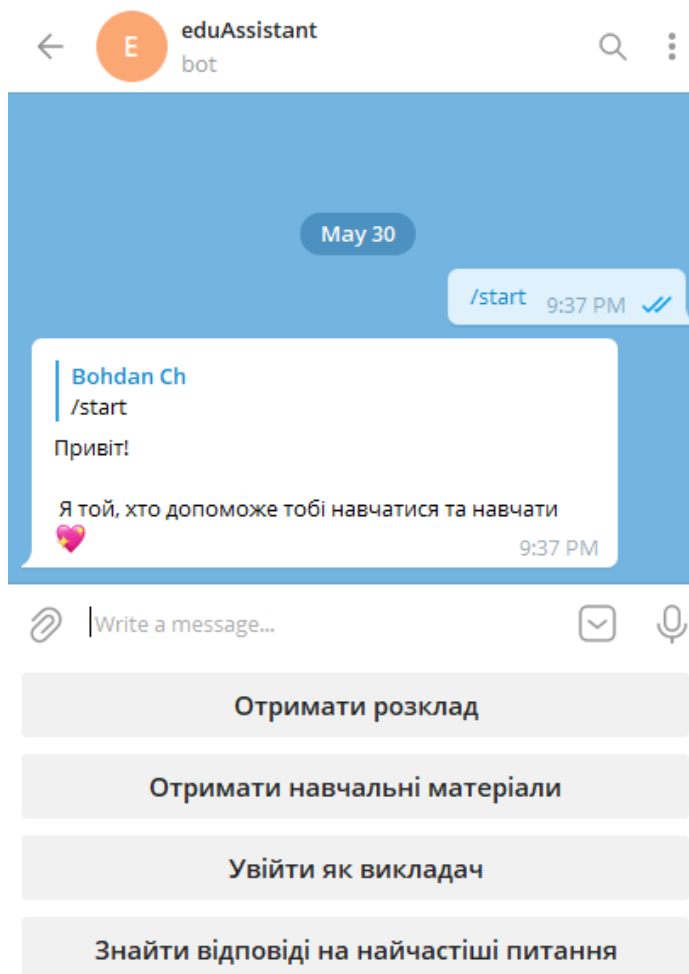 E
eduAssistant
bot
May 30
/start 9:37 PM
Bohdan Ch
/start
Привіт!
Я той, хто допоможе тобі навчатися та навчати
💖
9:37 PM
Write a message...
Отримати розклад
Отримати навчальні матеріали
Увійти як викладач
Знайти відповіді на найчастіші питання